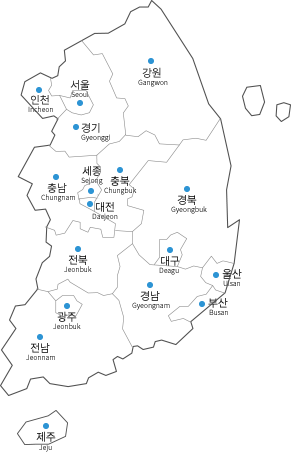 서울
Seoul
강원
Gangwon
인천
Incheon
경기
Gyeonggi
세종
Sejong
충북
Chungbuk
충남
Chungnam
대전
Daejeon
경북
Gyeongbuk
전북
Jeonbuk
대구
Deagu
울산
Ulsan
경남
Gyeongnam
부산
Busan
광주
Jeonbuk
전남
Jeonnam
제주
Jeju